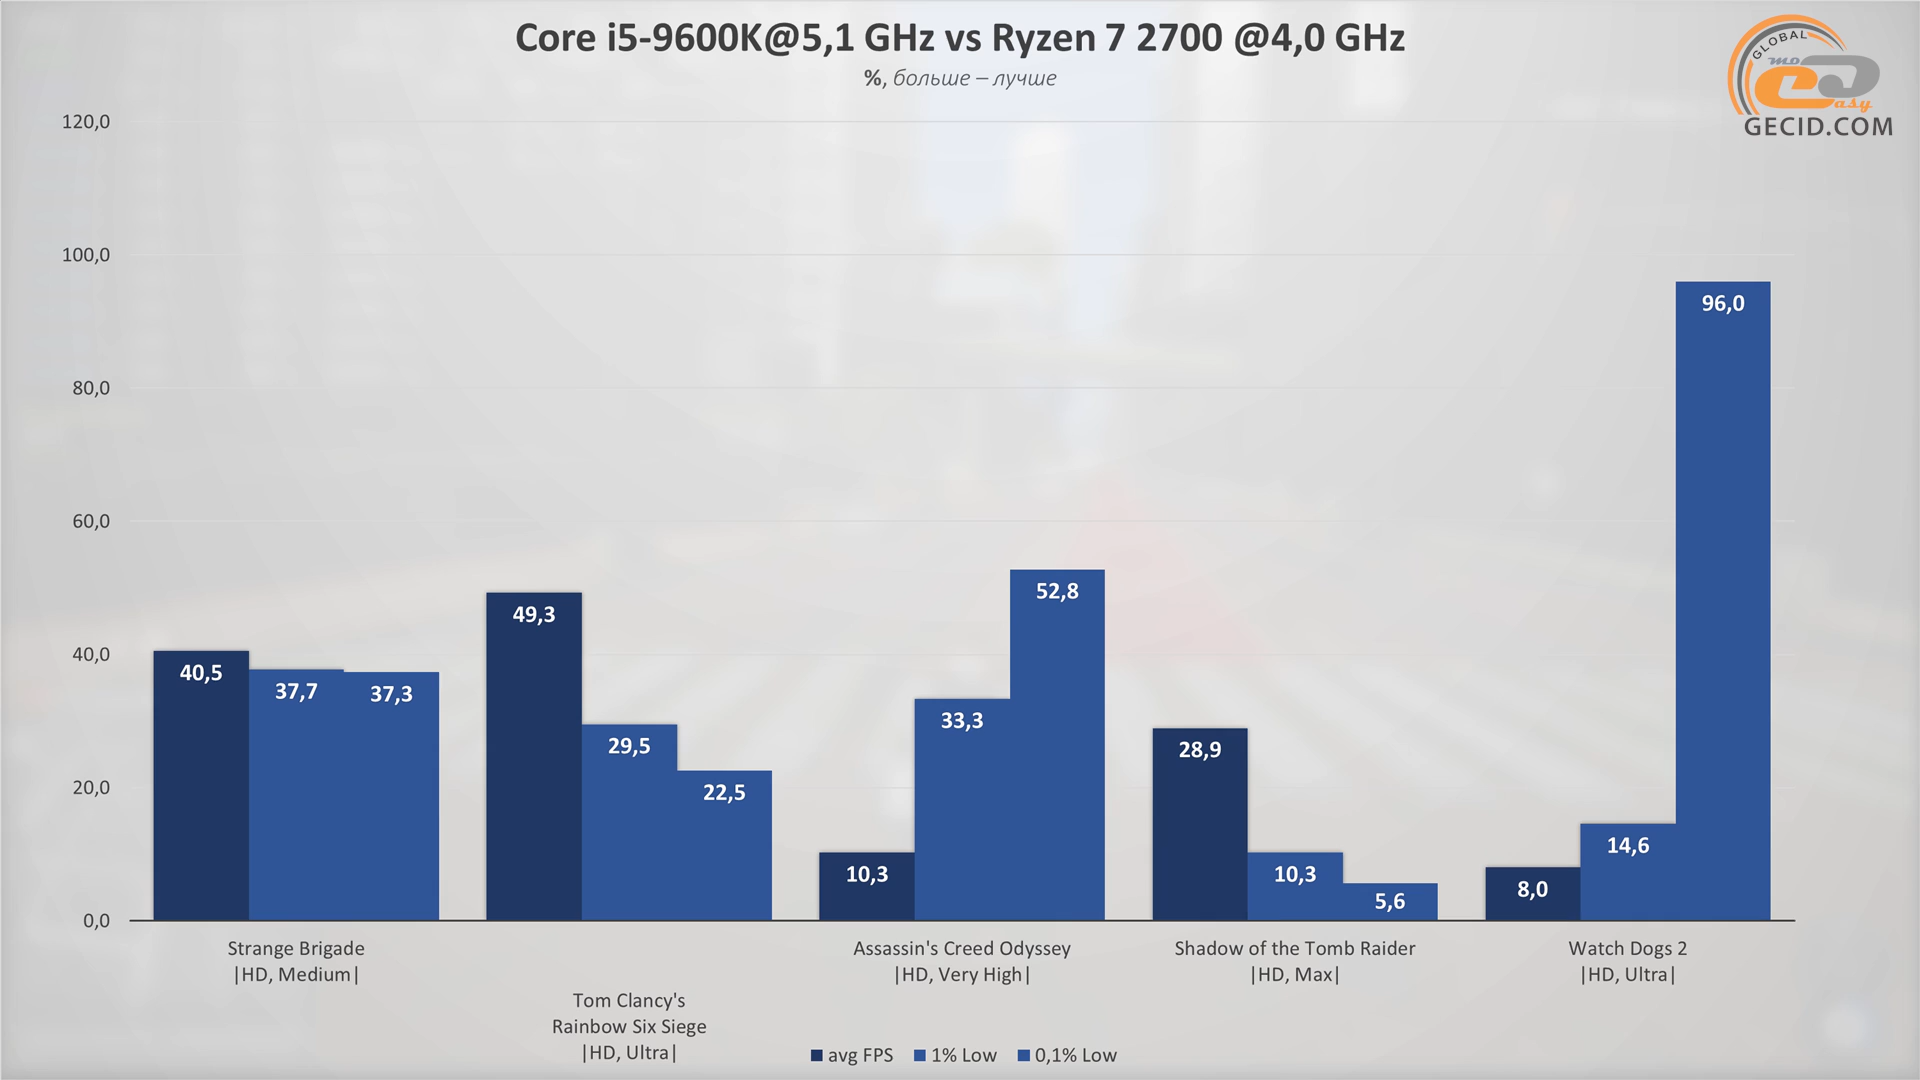 Core i5-9600K@5,1 GHz vs Ryzen 7 2700 @4,0 GHz
%, больше – лучше
GLOBAL
mo
asy
GECID.COM
120,0
100,0
80,0
60,0
40,0
20,0
0,0
40,5
37,7
37,3
49,3
29,5
22,5
10,3
33,3
52,8
28,9
10,3
5,6
8,0
14,6
96,0
Strange Brigade
|HD, Medium|
Tom Clancy's
Rainbow Six Siege
|HD, Ultra|
Assassin's Creed Odyssey
|HD, Very High|
Shadow of the Tomb Raider
|HD, Max|
Watch Dogs 2
|HD, Ultra|
avg FPS
1% Low
0,1% Low